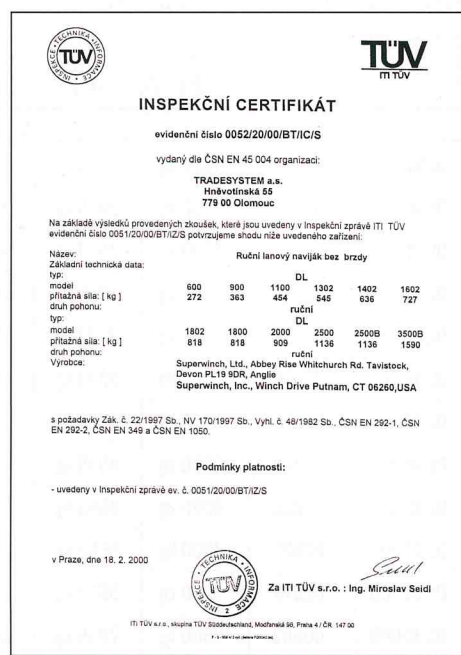 TECHNIKA • INFORMACE • INSPEKCE
TÜV
TÜV
ITI TÜV
INSPEKČNÍ CERTIFIKÁT
evidenční číslo 0052/20/00/BT/IC/S
vydaný dle ČSN EN 45 004 organizaci:
TRADESYSTEM a.s.
Hněvotínská 55
779 00 Olomouc
Na základě výsledků provedených zkoušek, které jsou uvedeny v Inspekční zprávě ITI TÜV
evidenční číslo 0051/20/00/BT/IZ/S potvrzujeme shodu níže uvedeného zařízení:
Název: Ruční lanový naviják bez brzdy
Základní technická data:
typ: DL
model 600 900 1100 1302 1402 1602
přítažná síla: [ kg ] 272 363 454 545 636 727
druh pohonu: ruční
typ: DL
model 1802 1800 2000 2500 2500B 3500B
přítažná síla: [ kg ] 818 818 909 1136 1136 1590
druh pohonu: ruční
Výrobce: Superwinch, Ltd., Abbey Rise Whitchurch Rd. Tavistock,
Devon PL19 9DR, Anglie
Superwinch, Inc., Winch Drive Putnam, CT 06260,USA
s požadavky Zák. č. 22/1997 Sb., NV 170/1997 Sb., Vyhl. č. 48/1982 Sb., ČSN EN 292-1, ČSN
EN 292-2, ČSN EN 349 a ČSN EN 1050.
Podmínky platnosti:
- uvedeny v Inspekční zprávě ev. č. 0051/20/00/BT/IZ/S
v Praze, dne 18. 2. 2000
TECHNIKA • INFORMACE • INSPEKCE
TÜV
2
Za ITI TÜV s.r.o. : Ing. Miroslav Seidl
ITI TÜV s.r.o., skupina TÜV Süddeutschland, Modřanská 98, Praha 4 / ČR 147 00